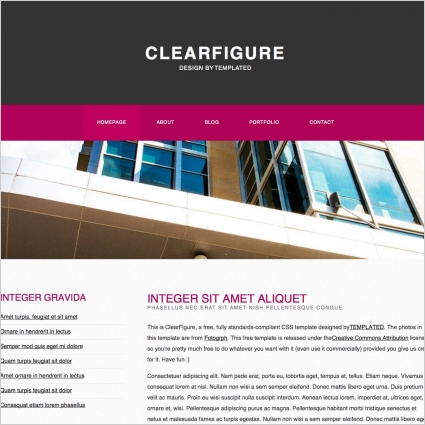 CLEARFIGURE
DESIGN BY TEMPLATED
HOMEPAGE
ABOUT
BLOG
PORTFOLIO
CONTACT
INTEGER GRAVIDA
Amet turpis, feugiat et sit amet
Ornare in hendrerit in lectus
Semper mod quis eget mi dolore
Quam turpis feugiat sit dolor
Amet ornare in hendrerit in lectus
Quam turpis feugiat sit dolor
Consequat etiam lorem phasellus
INTEGER SIT AMET ALIQUET
PHASELLUS NEC ERAT SIT AMET NIBH PELLENTESQUE CONGUE
This is ClearFigure, a free, fully standards-compliant CSS template designed by TEMPLATED. The photos in
this template are from Fotogrph. This free template is released under the Creative Commons Attribution licens
so you're pretty much free to do whatever you want with it (even use it commercially) provided you give us cre
for it. Have fun :)
Consectetuer adipiscing elit. Nam pede erat, porta eu, lobortis eget, tempus et, tellus. Etiam neque. Vivamus
consequat lorem at nisl. Nullam non wisi a sem semper eleifend. Donec mattis libero eget urna. Duis pretium
velit ac mauris. Proin eu wisi suscipit nulla suscipit interdum. Aenean lectus lorem, imperdiet at, ultrices eget,
ornare et, wisi. Pellentesque adipiscing purus ac magna. Pellentesque habitant morbi tristique senectus et
netus et malesuada fames ac turpis egestas. Nullam non wisi a sem semper eleifend. Donec mattis libero